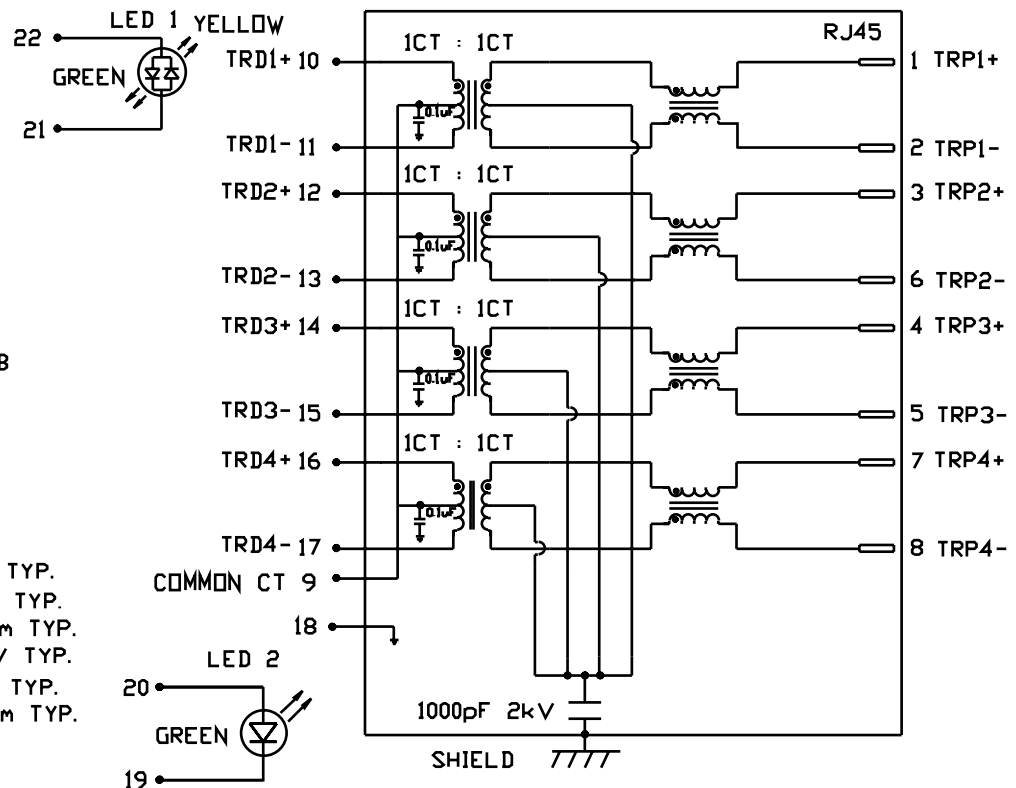 LED 1 YELLOW
22
GREEN
21
RJ45
1CT : 1CT
TRD1+ 10
1 TRP1+
0.1uF
TRD1- 11
2 TRP1-
1CT : 1CT
TRD2+ 12
3 TRP2+
0.1uF
TRD2- 13
6 TRP2-
1CT : 1CT
TRD3+ 14
4 TRP3+
B
0.1uF
TRD3- 15
5 TRP3-
1CT : 1CT
TRD4+ 16
7 TRP4+
0.1uF
TRD4- 17
8 TRP4-
TYP.
COMMON CT 9
TYP.
m TYP.
18
V TYP.
LED 2
20
TYP.
m TYP.
1000pF 2kV
GREEN
SHIELD
19